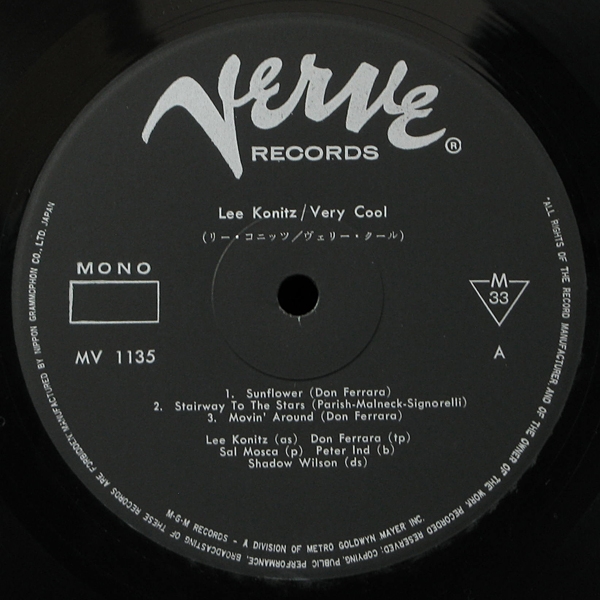 Verve
RECORDS ®
Lee Konitz/Very Cool
(リー・コニッツ/ヴェリー・クール)
MONO
MV 1135
M
33
A
1. Sunflower (Don Ferrara)
2. Stairway To The Stars (Parish-Malneck-Signorelli)
3. Movin' Around (Don Ferrara)
Lee Konitz (as) Don Ferrara (tp)
Sal Mosca (p) Peter Ind (b)
Shadow Wilson (ds)
M-G-M RECORDS - A DIVISION OF METRO GOLDWYN MAYER INC.
"ALL RIGHTS OF THE RECORD MANUFACTURER, AND OF THE OWNER OF THE WORK RECORDED RESERVED; COPYING, PUBLIC PERFORMANCE, BROADCASTING OF THESE RECORDS ARE FORBIDDEN. MANUFACTURED BY NIPPON GRAMMOPHON CO., LTD. JAPAN